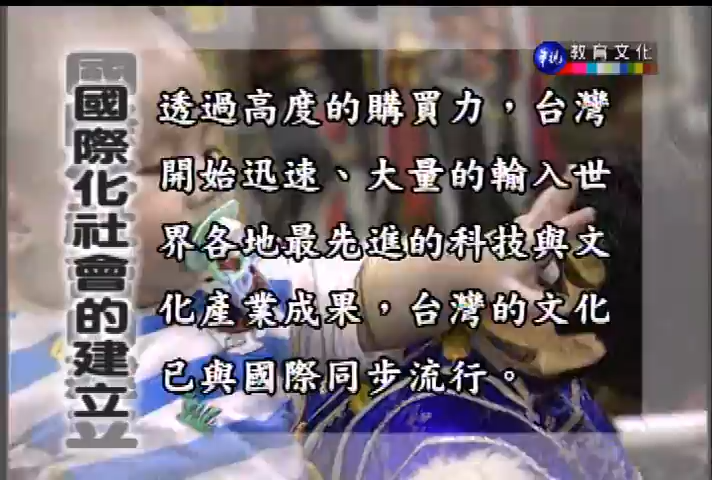 華視
教育文化
國際化社會的建立
透過高度的購買力，台灣
開始迅速、大量的輸入世
界各地最先進的科技與文
化產業成果，台灣的文化
已與國際同步流行。